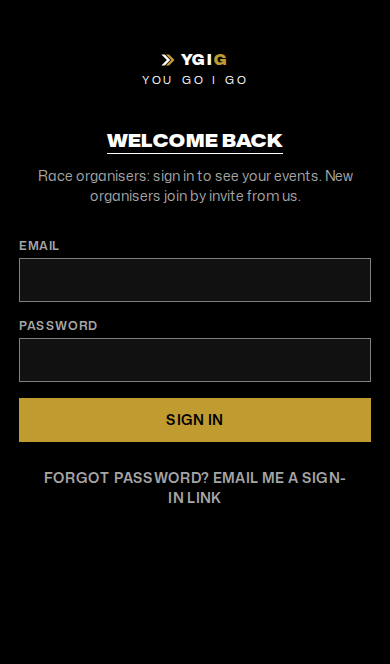 YGIG
YOU GO I GO
WELCOME BACK
Race organisers: sign in to see your events. New
organisers join by invite from us.
EMAIL
PASSWORD
SIGN IN
FORGOT PASSWORD? EMAIL ME A SIGN-
IN LINK